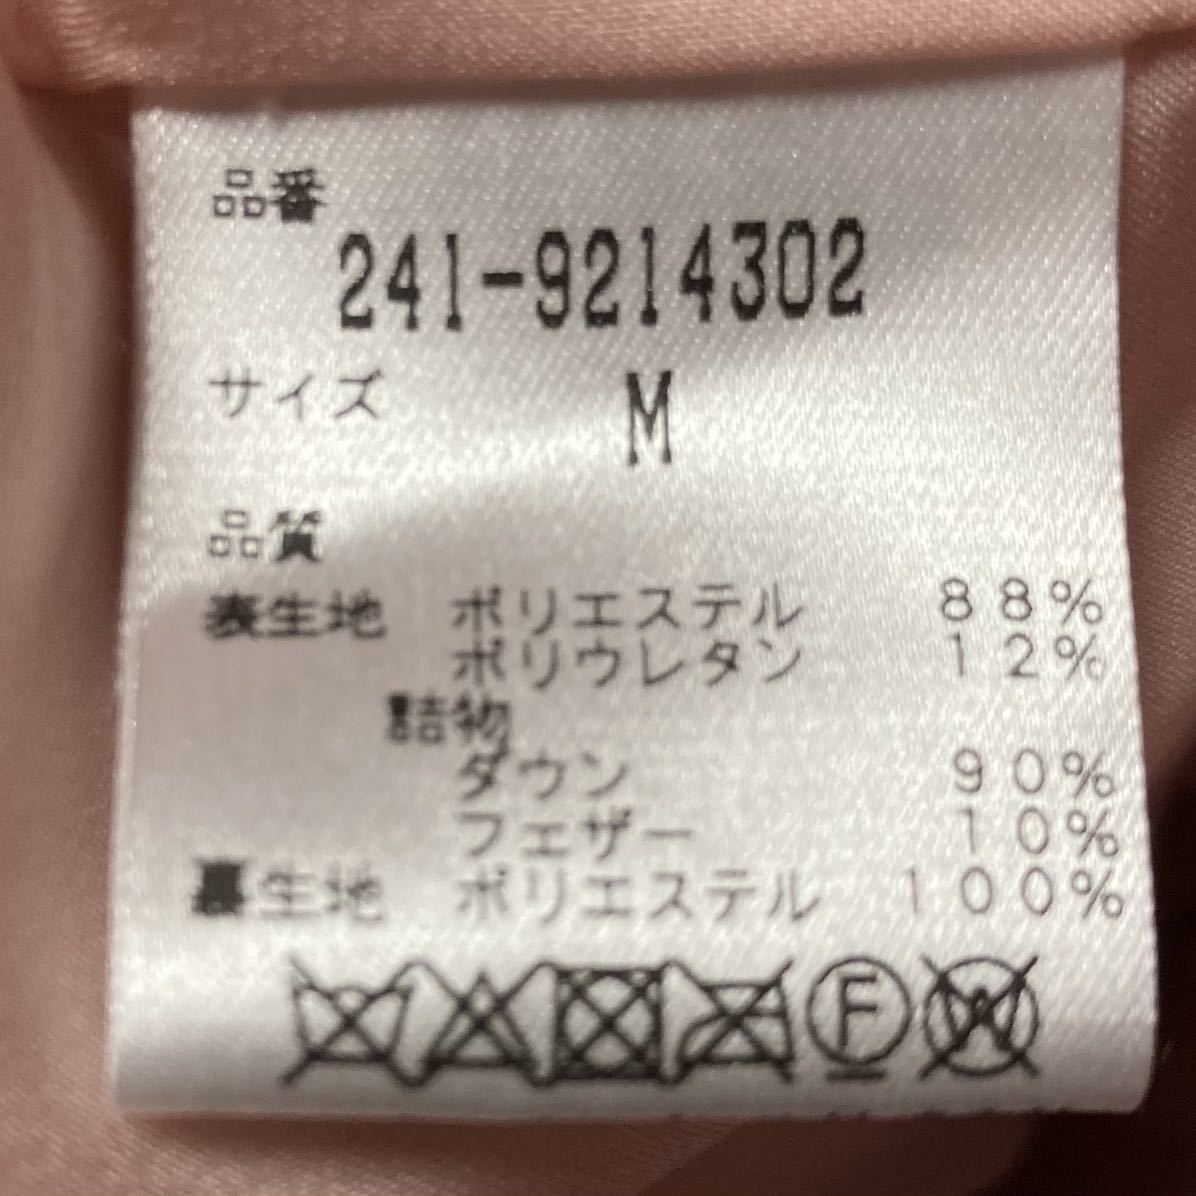 品番
241-9214302
サイズ M
品質
表生地 ポリエステル 88%
ポリウレタン 12%
詰物
ダウン 90%
フェザー 10%
裏生地 ポリエステル 100%
F W